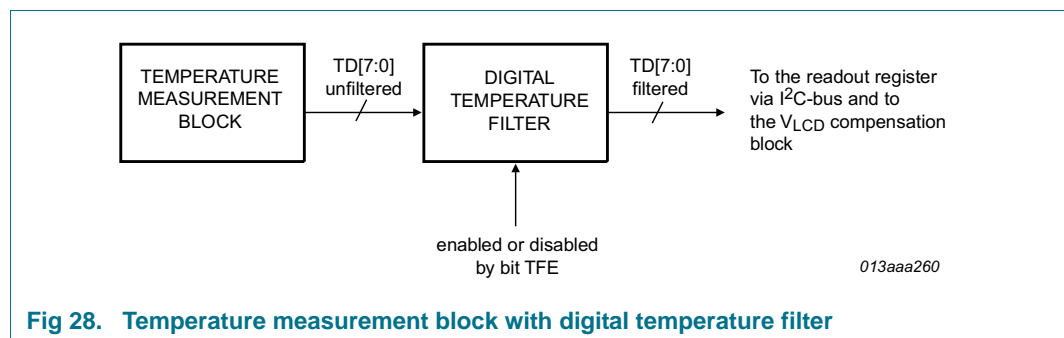 TEMPERATURE
MEASUREMENT
BLOCK
TD[7:0]
unfiltered
DIGITAL
TEMPERATURE
FILTER
TD[7:0]
filtered
To the readout register
via I²C-bus and to
the VLCD compensation
block
enabled or disabled
by bit TFE
013aaa260
Fig 28. Temperature measurement block with digital temperature filter